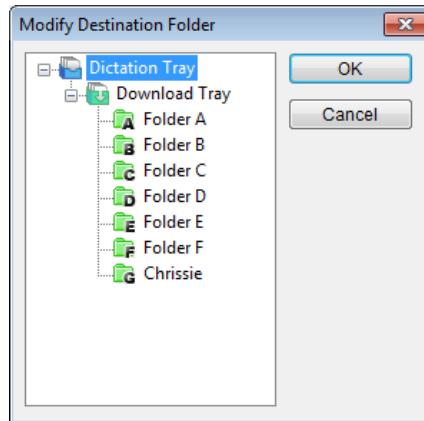 Modify Destination Folder
Dictation Tray
OK
Download Tray
Cancel
A Folder A
B Folder B
C Folder C
D Folder D
E Folder E
F Folder F
G Chrissie